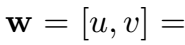 w = [u, v] =